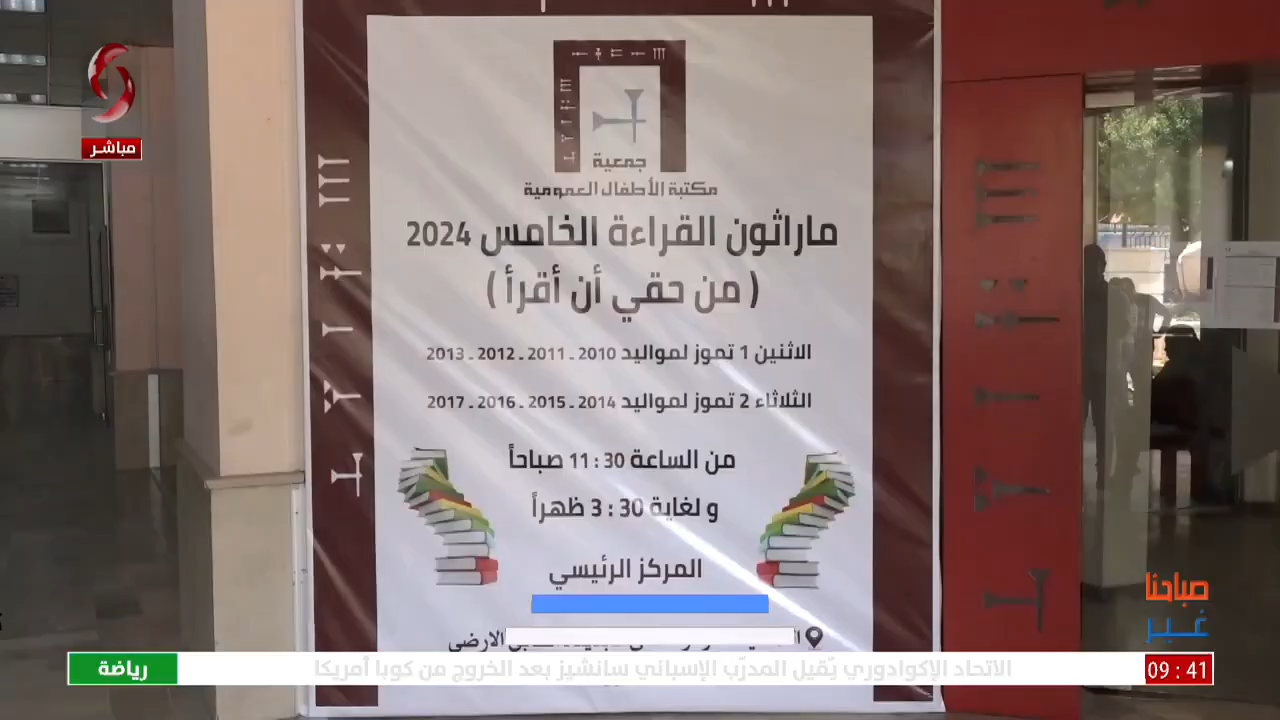 مباشر
جمعية
مكتبة الأطفال العمومية
ماراثون القراءة الخامس 2024
( من حقي أن أقرأ )
الاثنين 1 تموز لمواليد 2010 ـ 2011 ـ 2012 ـ 2013
الثلاثاء 2 تموز لمواليد 2014 ـ 2015 ـ 2016 ـ 2017
من الساعة 30 : 11 صباحاً
و لغاية 30 : 3 ظهراً
المركز الرئيسي
الارضي
صباحنا
غير
رياضة
الاتحاد الإكوادوري يُقيل المدرّب الإسباني سانشيز بعد الخروج من كوبا أمريكا
09 : 41